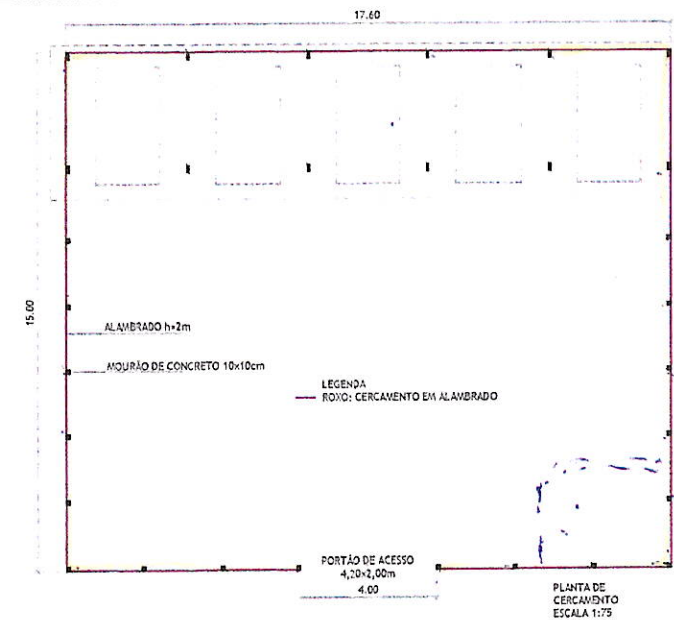 17.60
15.00
ALAMBRADO h=2m
MOURÃO DE CONCRETO 10x10cm
LEGENDA
ROXO: CERCAMENTO EM ALAMBRADO
PORTÃO DE ACESSO
4,20x2,00m
4.00
PLANTA DE
CERCAMENTO
ESCALA 1:75